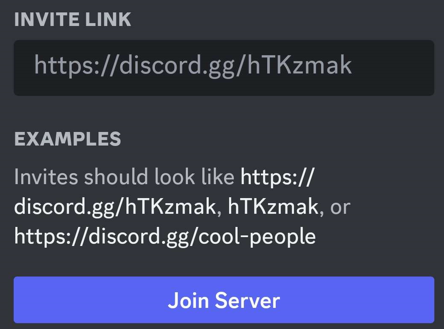 INVITE LINK
https://discord.gg/hTKzmak
EXAMPLES
Invites should look like https://
discord.gg/hTKzmak, hTKzmak, or
https://discord.gg/cool-people
Join Server